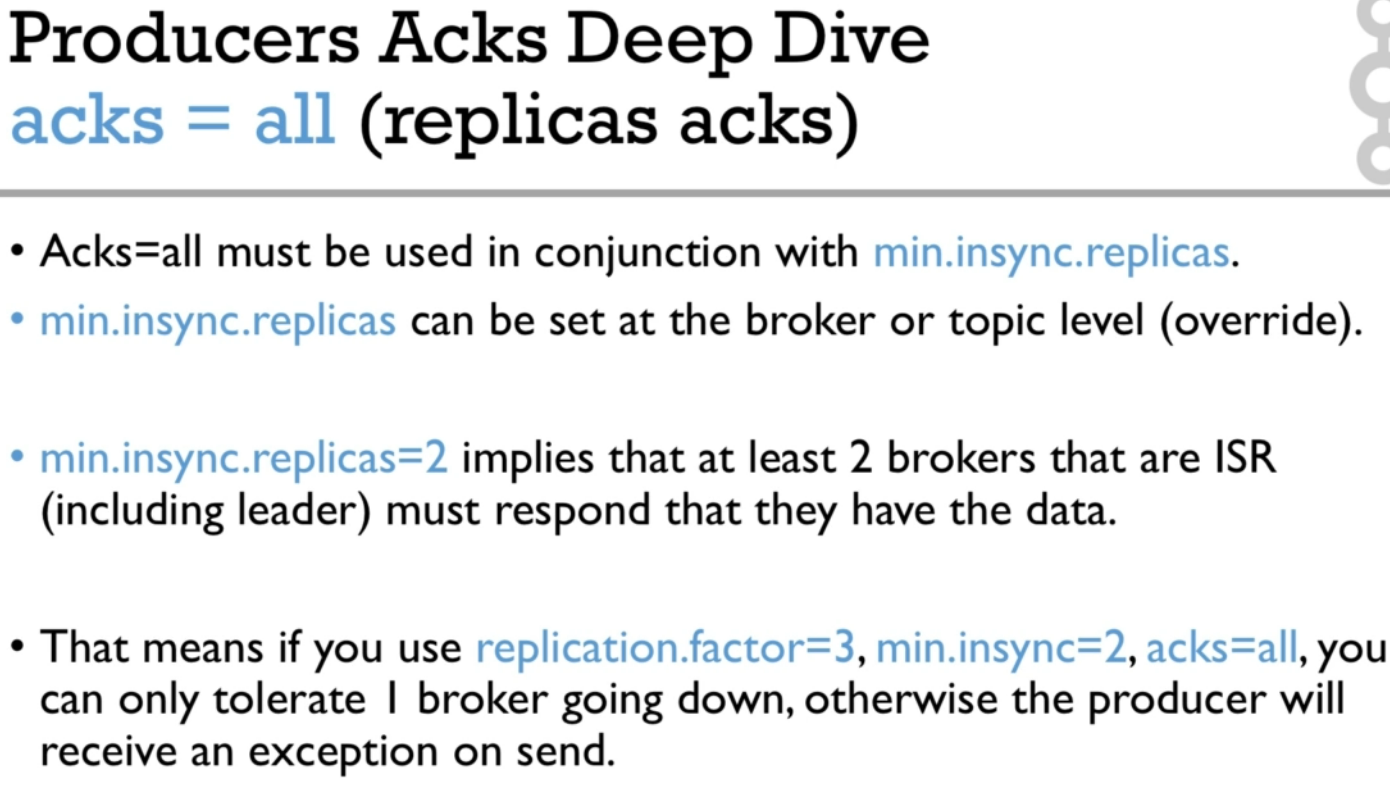 Producers Acks Deep Dive
acks = all (replicas acks)
• Acks=all must be used in conjunction with min.insync.replicas.
• min.insync.replicas can be set at the broker or topic level (override).
• min.insync.replicas=2 implies that at least 2 brokers that are ISR
(including leader) must respond that they have the data.
• That means if you use replication.factor=3, min.insync=2, acks=all, you
can only tolerate 1 broker going down, otherwise the producer will
receive an exception on send.